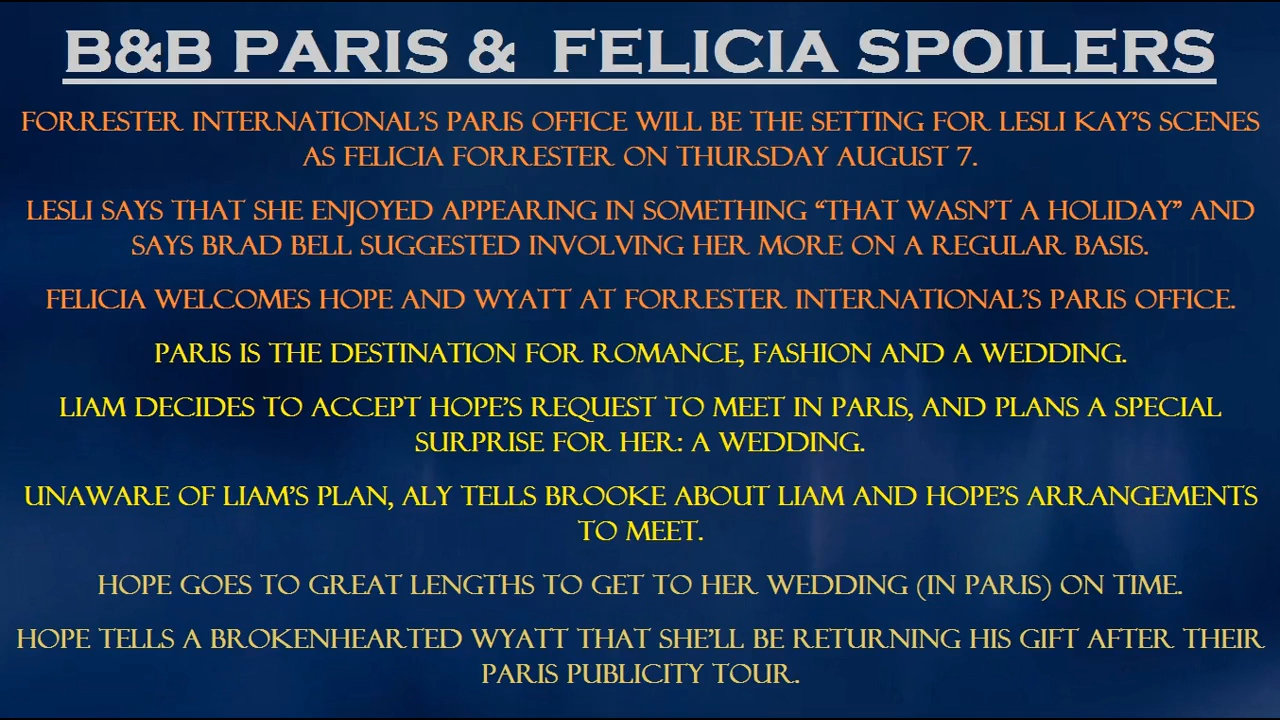 B&B PARIS & FELICIA SPOILERS
FORRESTER INTERNATIONAL’S PARIS OFFICE WILL BE THE SETTING FOR LESLI KAY’S SCENES
AS FELICIA FORRESTER ON THURSDAY AUGUST 7.
LESLI SAYS THAT SHE ENJOYED APPEARING IN SOMETHING “THAT WASN’T A HOLIDAY” AND
SAYS BRAD BELL SUGGESTED INVOLVING HER MORE ON A REGULAR BASIS.
FELICIA WELCOMES HOPE AND WYATT AT FORRESTER INTERNATIONAL’S PARIS OFFICE.
PARIS IS THE DESTINATION FOR ROMANCE, FASHION AND A WEDDING.
LIAM DECIDES TO ACCEPT HOPE’S REQUEST TO MEET IN PARIS, AND PLANS A SPECIAL
SURPRISE FOR HER: A WEDDING.
UNAWARE OF LIAM’S PLAN, ALY TELLS BROOKE ABOUT LIAM AND HOPE’S ARRANGEMENTS
TO MEET.
HOPE GOES TO GREAT LENGTHS TO GET TO HER WEDDING (IN PARIS) ON TIME.
HOPE TELLS A BROKENHEARTED WYATT THAT SHE’LL BE RETURNING HIS GIFT AFTER THEIR
PARIS PUBLICITY TOUR.